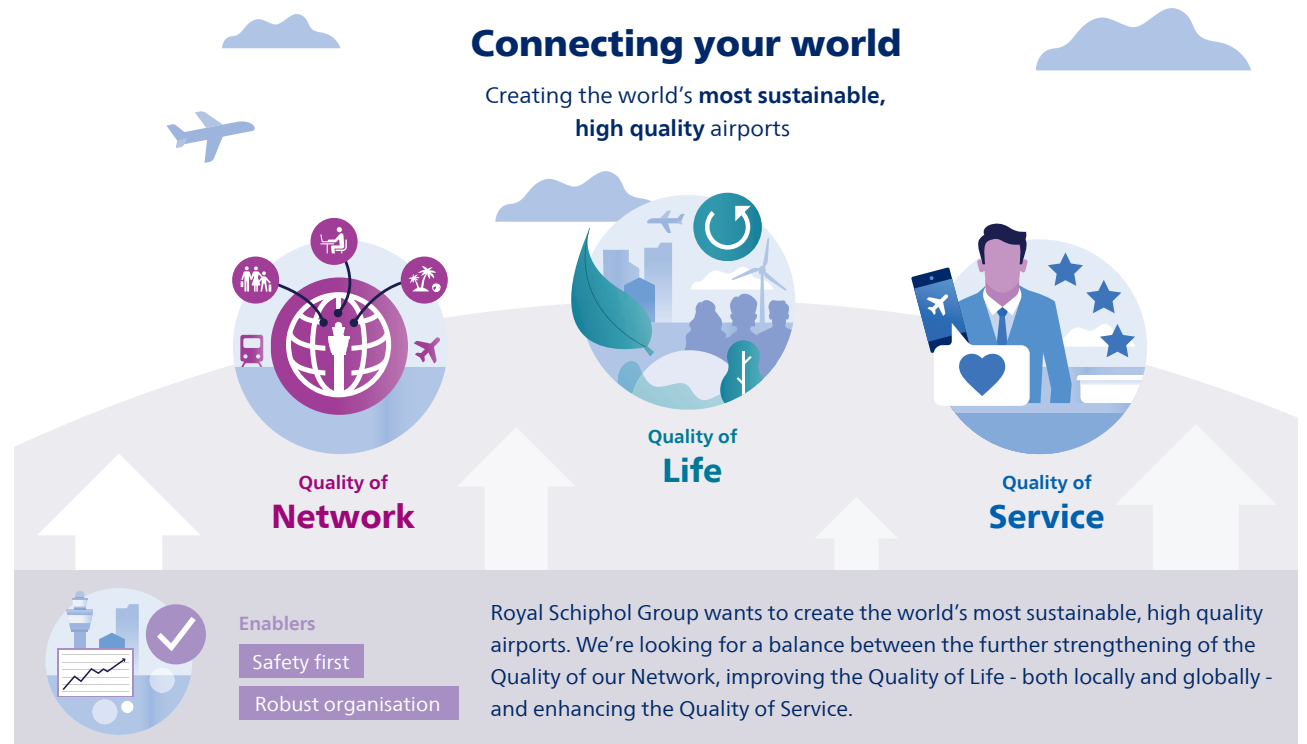 Connecting your world
Creating the world’s most sustainable,
high quality airports
Quality of
Network
Quality of
Life
Quality of
Service
Enablers
Safety first
Robust organisation
Royal Schiphol Group wants to create the world’s most sustainable, high quality
airports. We’re looking for a balance between the further strengthening of the
Quality of our Network, improving the Quality of Life - both locally and globally -
and enhancing the Quality of Service.